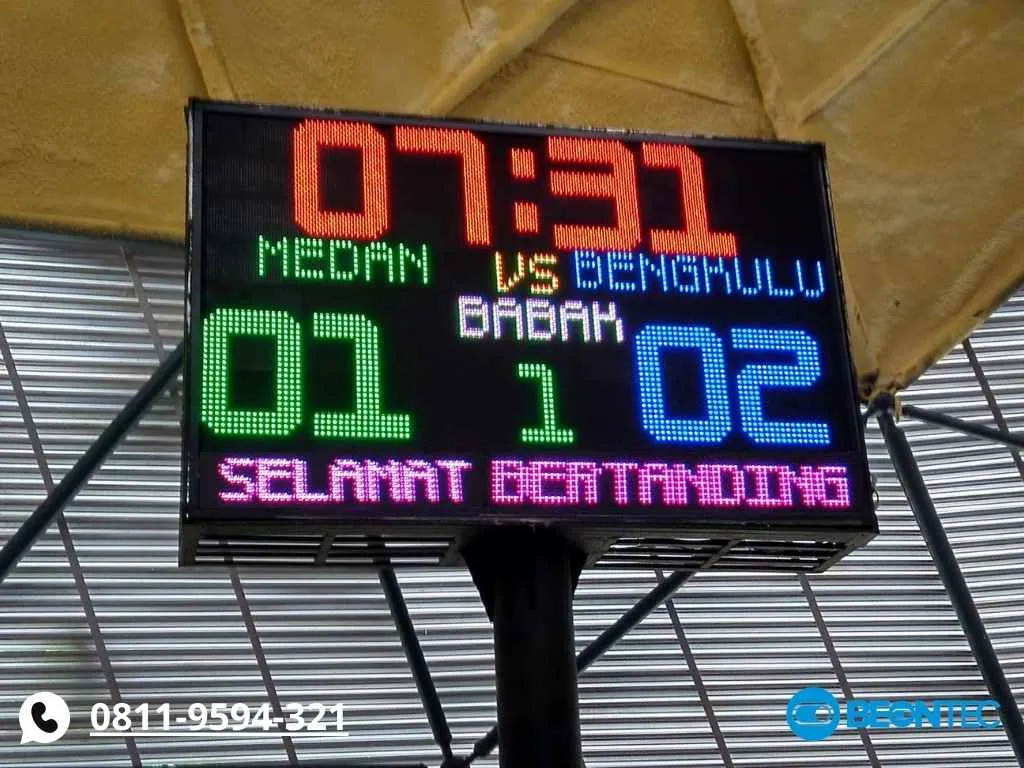 07:31
MEDAN VS BENGKULU
BABAK
01 1 02
SELAMAT BERTANDING
0811-9594-321
BEONTEC